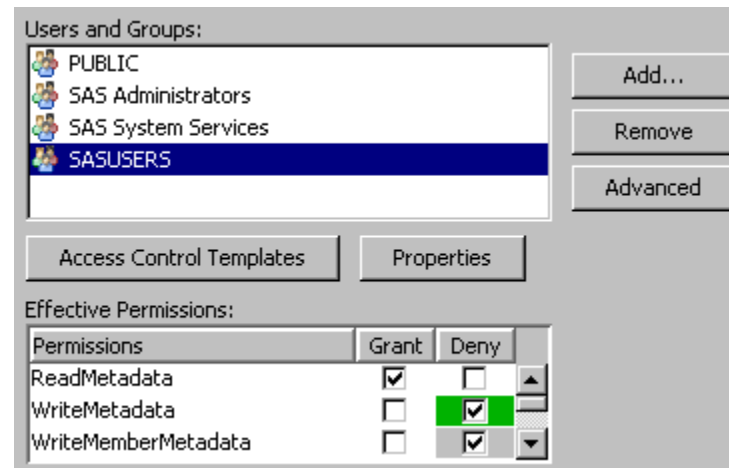 Users and Groups:
PUBLIC
SAS Administrators
SAS System Services
SASUSERS
Add...
Remove
Advanced
Access Control Templates
Properties
Effective Permissions:
Permissions Grant Deny
ReadMetadata
WriteMetadata
WriteMemberMetadata